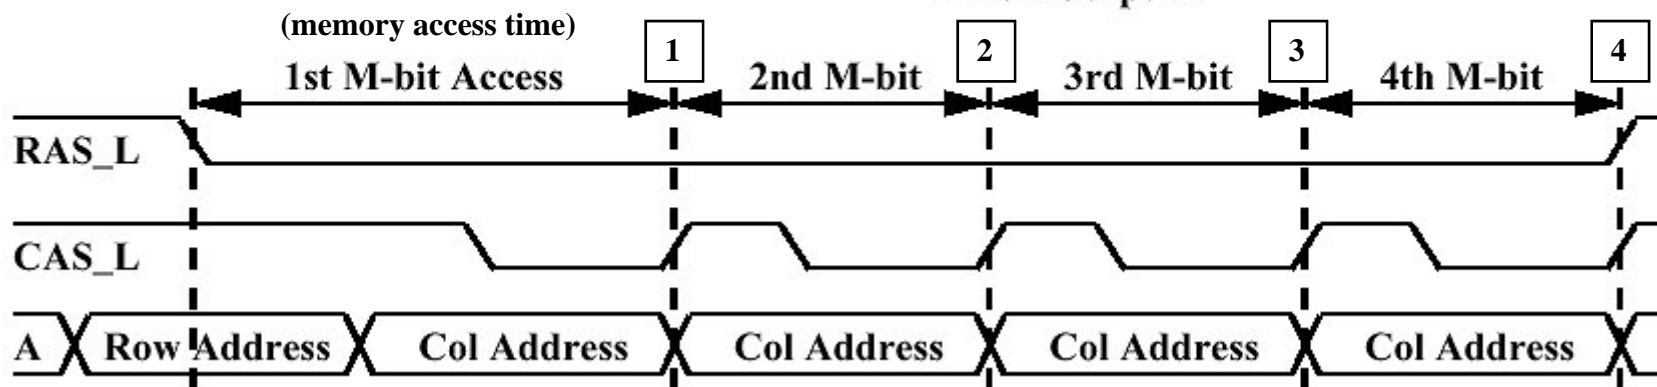 (memory access time)
1 2 3 4
1st M-bit Access 2nd M-bit 3rd M-bit 4th M-bit
RAS_L
CAS_L
A Row Address Col Address Col Address Col Address Col Address